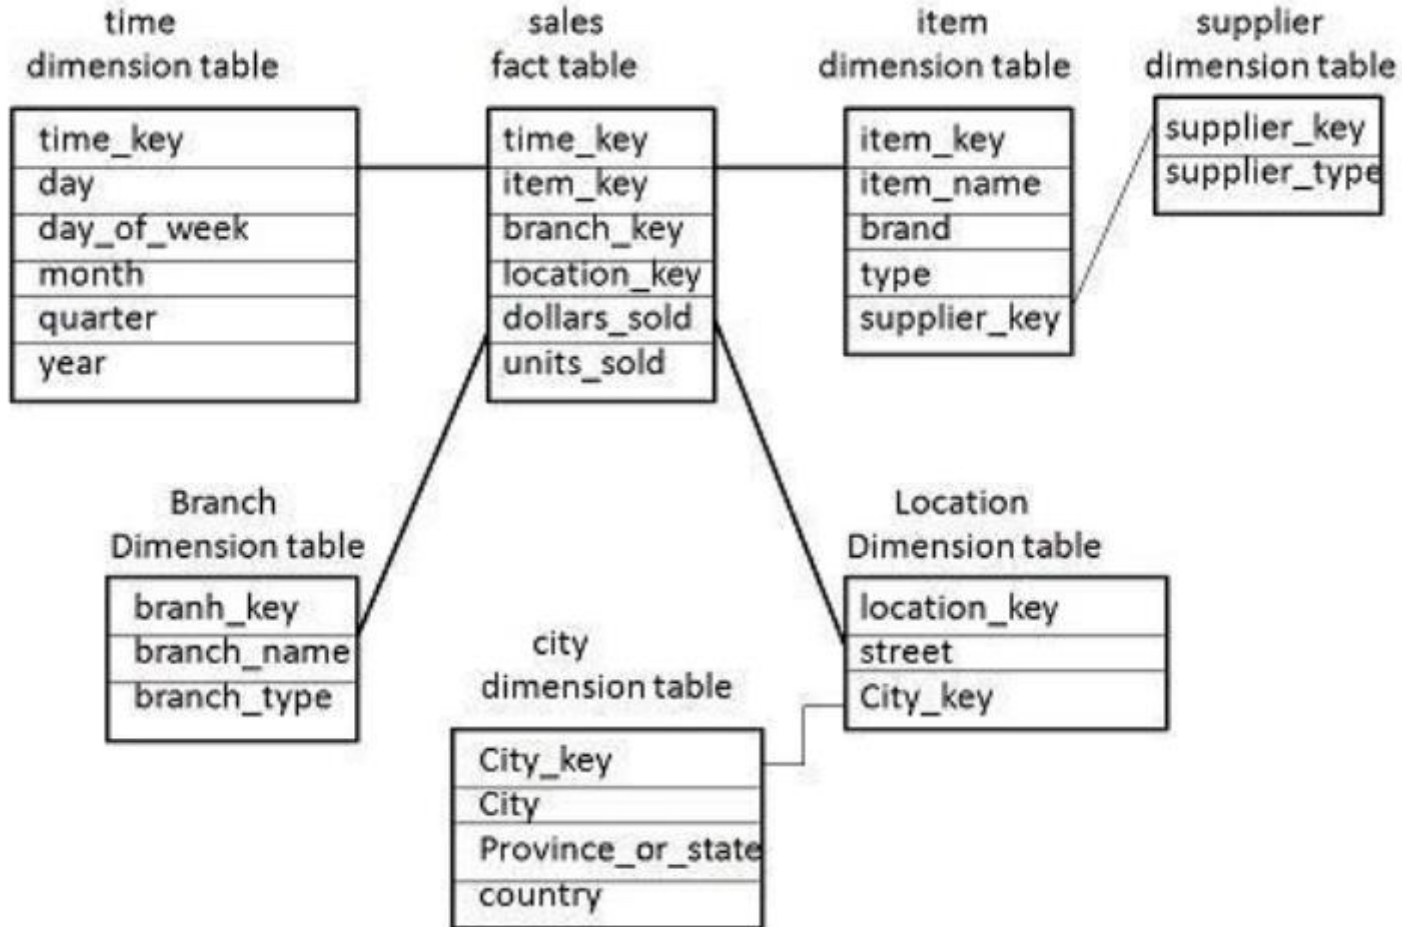 time
dimension table
time_key
day
day_of_week
month
quarter
year
sales
fact table
time_key
item_key
branch_key
location_key
dollars_sold
units_sold
item
dimension table
item_key
item_name
brand
type
supplier_key
supplier
dimension table
supplier_key
supplier_type
Branch
Dimension table
branh_key
branch_name
branch_type
city
dimension table
City_key
City
Province_or_state
country
Location
Dimension table
location_key
street
City_key